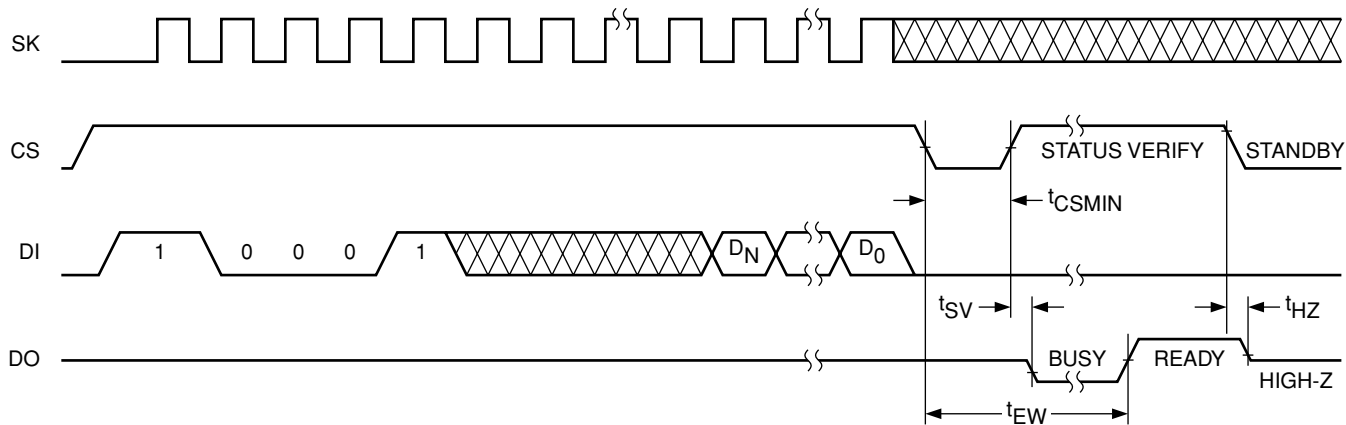 SK
CS
STATUS VERIFY
STANDBY
tCSMIN
DI
1 0 0 0 1
DN
D0
tSV
tHZ
DO
BUSY
READY
HIGH-Z
tEW